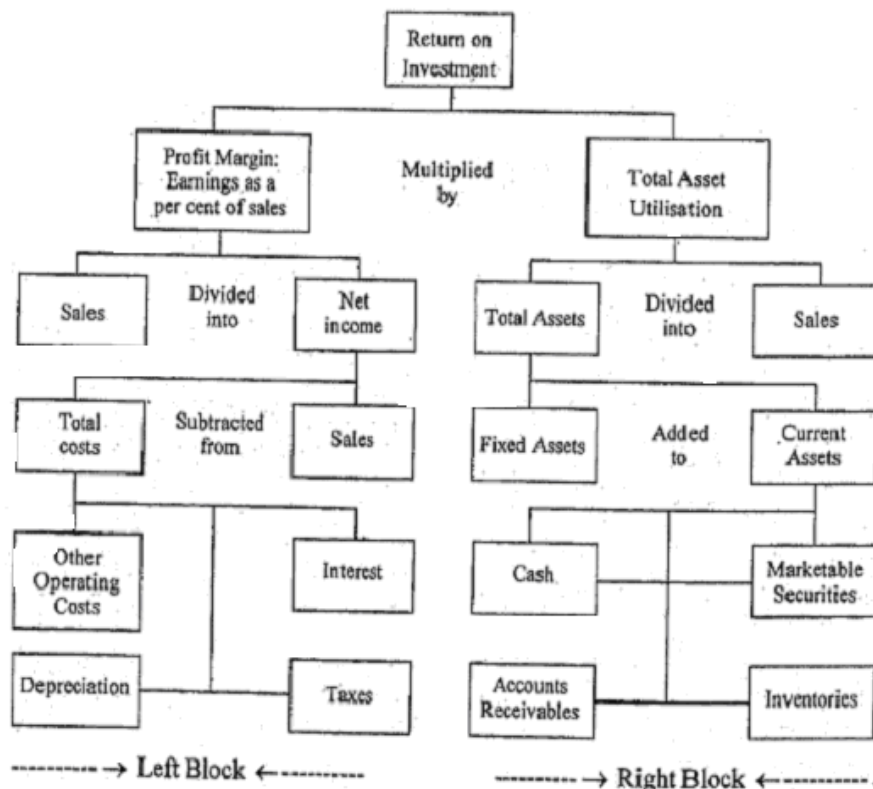 Return on
Investment
Profit Margin:
Earnings as a
per cent of sales
Multiplied
by
Total Asset
Utilisation
Sales
Divided
into
Net
income
Total Assets
Divided
into
Sales
Total
costs
Subtracted
from
Sales
Fixed Assets
Added
to
Current
Assets
Other
Operating
Costs
Interest
Cash
Marketable
Securities
Depreciation
Taxes
Accounts
Receivables
Inventories
-------→ Left Block ←-------
-------→ Right Block ←-------